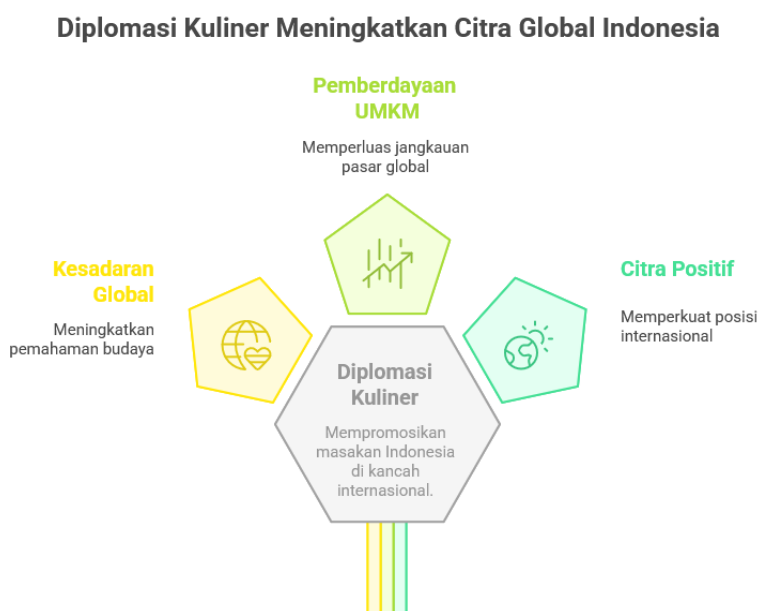 Diplomasi Kuliner Meningkatkan Citra Global Indonesia
Pemberdayaan
UMKM
Memperluas jangkauan
pasar global
Kesadaran
Global
Meningkatkan
pemahaman budaya
Citra Positif
Memperkuat posisi
internasional
Diplomasi
Kuliner
Mempromosikan
masakan Indonesia
di kancah
internasional.